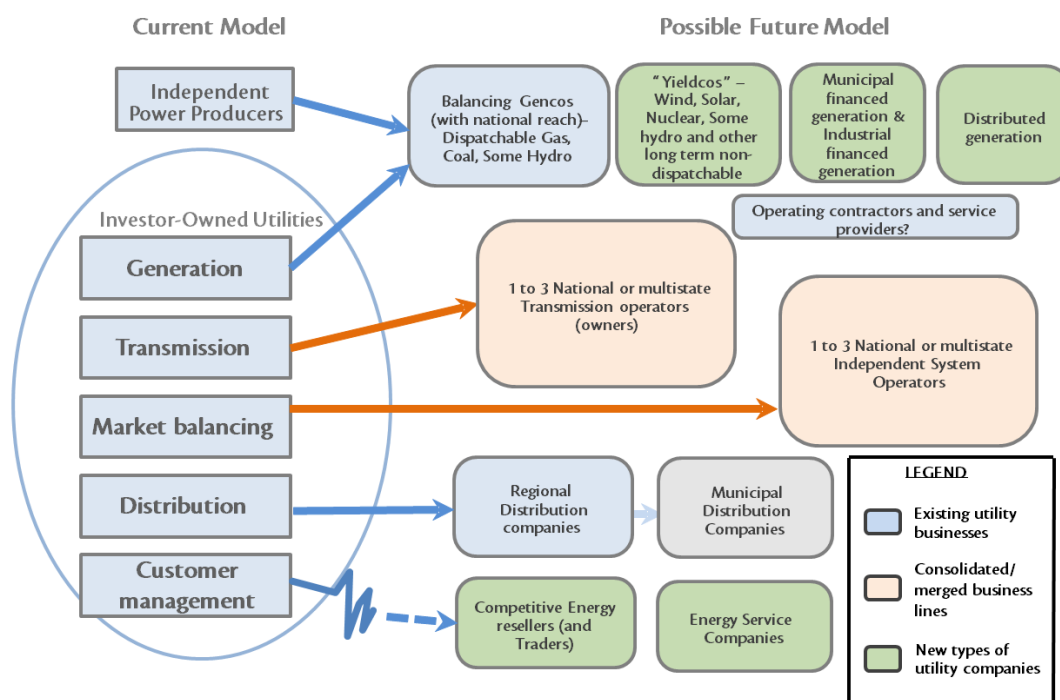 Current Model
Possible Future Model
Independent
Power Producers
Balancing Gencos
(with national reach)–
Dispatchable Gas,
Coal, Some Hydro
“Yieldcos” –
Wind, Solar,
Nuclear, Some
hydro and other
long term non-
dispatchable
Municipal
financed
generation &
Industrial
financed
generation
Distributed
generation
Operating contractors and service
providers?
Investor-Owned Utilities
Generation
1 to 3 National or multistate
Transmission operators
(owners)
Transmission
1 to 3 National or multistate
Independent System
Operators
Market balancing
Distribution
Regional
Distribution
companies
Municipal
Distribution
Companies
Customer
management
Competitive Energy
resellers (and
Traders)
Energy Service
Companies
LEGEND
Existing utility
businesses
Consolidated/
merged business
lines
New types of
utility companies